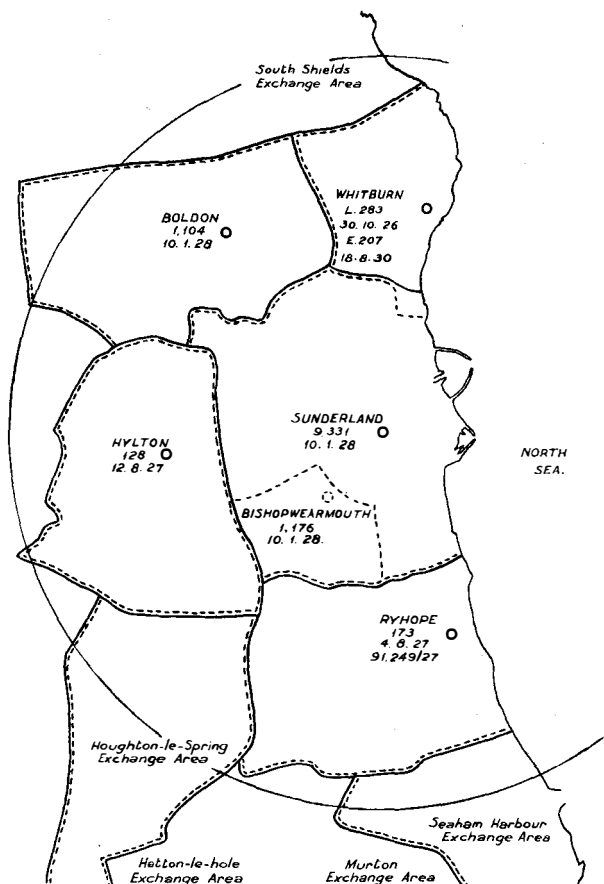 South Shields
Exchange Area
WHITBURN
L. 283
30. 10. 26
E. 207
18. 8. 30
BOLDON
1,104
10. 1. 28
SUNDERLAND
9,331
10. 1. 28
HYLTON
128
12. 8. 27
NORTH
SEA.
BISHOPWEARMOUTH
1,176
10. 1. 28.
RYHOPE
173
4. 8. 27
91,249/27
Houghton-le-Spring
Exchange Area
Seaham Harbour
Exchange Area
Hetton-le-hole
Exchange Area
Murton
Exchange Area